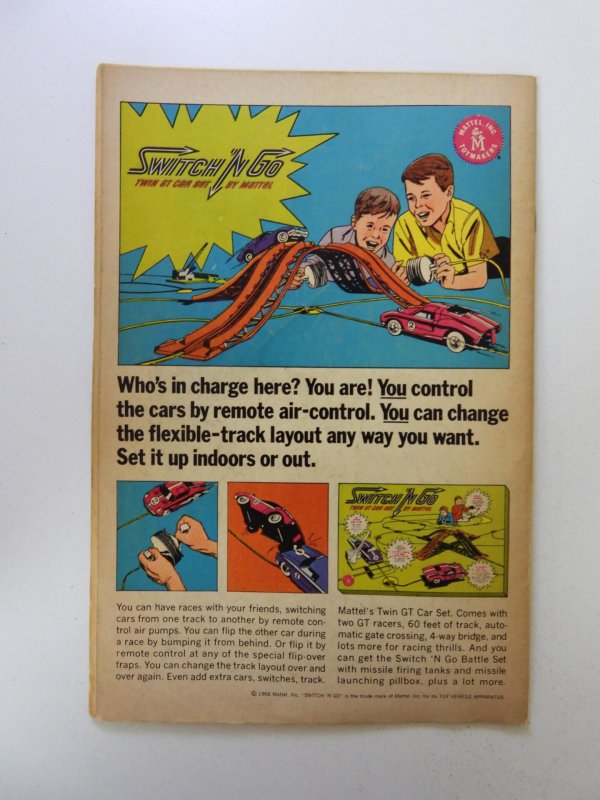 SWITCH 'N GO
TWIN GT CAR SET BY MATTEL
MATTEL, INC.
M
TOYMAKERS
2
Who's in charge here? You are! You control
the cars by remote air-control. You can change
the flexible-track layout any way you want.
Set it up indoors or out.
SWITCH 'N GO
TWIN GT CAR SET BY MATTEL
You can have races with your friends, switching
cars from one track to another by remote con-
trol air pumps. You can flip the other car during
a race by bumping it from behind. Or flip it by
remote control at any of the special flip-over
traps. You can change the track layout over and
over again. Even add extra cars, switches, track.
Mattel's Twin GT Car Set. Comes with
two GT racers, 60 feet of track, auto-
matic gate crossing, 4-way bridge, and
lots more for racing thrills. And you
can get the Switch 'N Go Battle Set
with missile firing tanks and missile
launching pillbox, plus a lot more.
© 1966 Mattel, Inc. "SWITCH 'N GO" is the trade mark of Mattel, Inc. for its TOY VEHICLE APPARATUS.